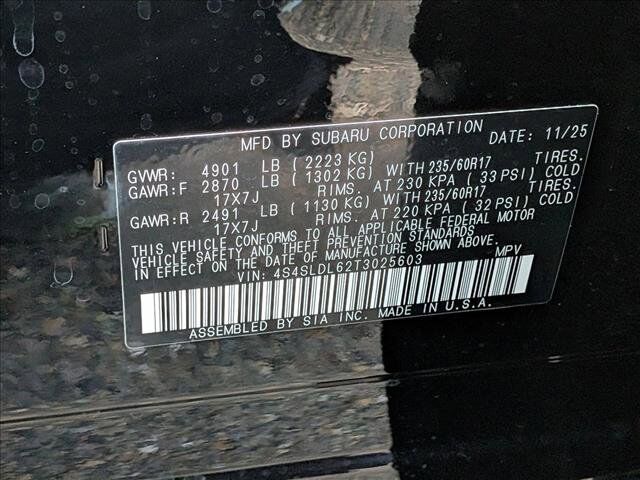 MFD BY SUBARU CORPORATION DATE: 11/25
GVWR: 4901 LB (2223 KG)
GAWR:F 2870 LB (1302 KG) WITH 235/60R17 TIRES.
17X7J RIMS. AT 230 KPA (33 PSI) COLD
GAWR:R 2491 LB (1130 KG) WITH 235/60R17 TIRES.
17X7J RIMS. AT 220 KPA (32 PSI) COLD
THIS VEHICLE CONFORMS TO ALL APPLICABLE FEDERAL MOTOR
VEHICLE SAFETY AND THEFT PREVENTION STANDARDS
IN EFFECT ON THE DATE OF MANUFACTURE SHOWN ABOVE.
VIN: 4S4SLDL62T3025603 MPV
ASSEMBLED BY SIA INC. MADE IN U.S.A.